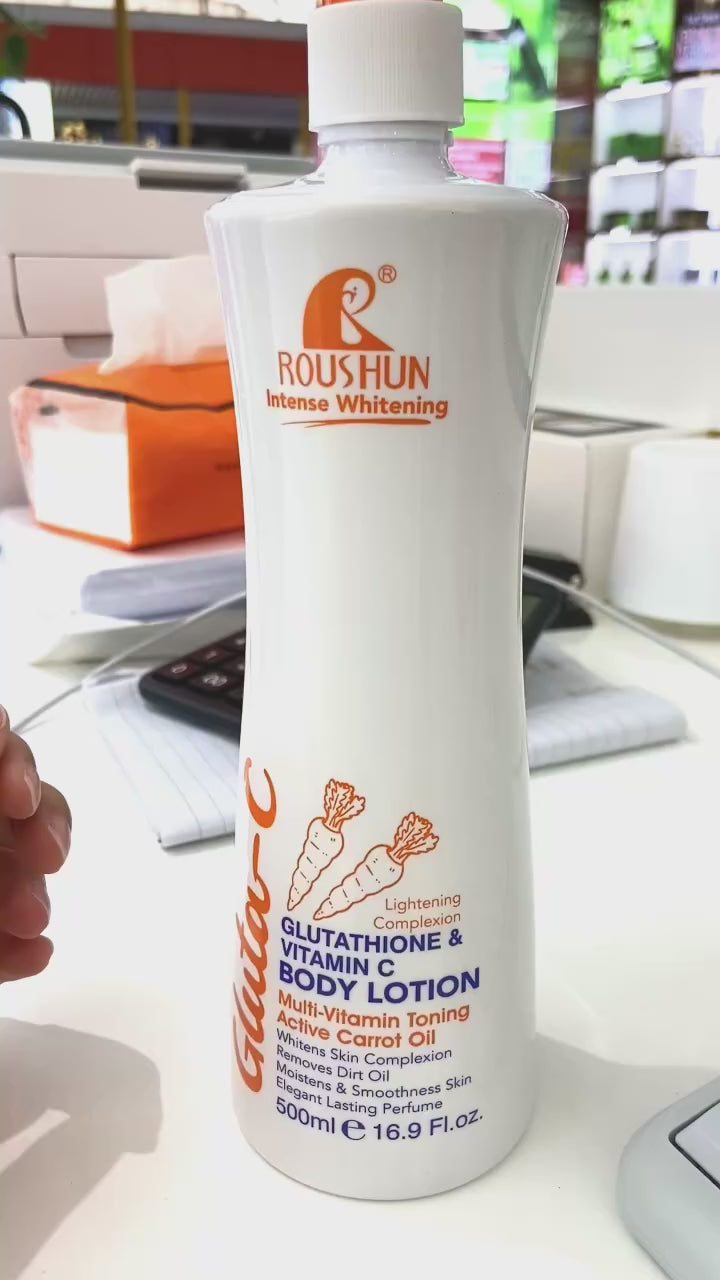 ®
ROUSHUN
Intense Whitening
Gluta-C
Lightening
Complexion
GLUTATHIONE &
VITAMIN C
BODY LOTION
Multi-Vitamin Toning
Active Carrot Oil
Whitens Skin Complexion
Removes Dirt Oil
Moistens & Smoothness Skin
Elegant Lasting Perfume
500ml e 16.9 Fl.oz.